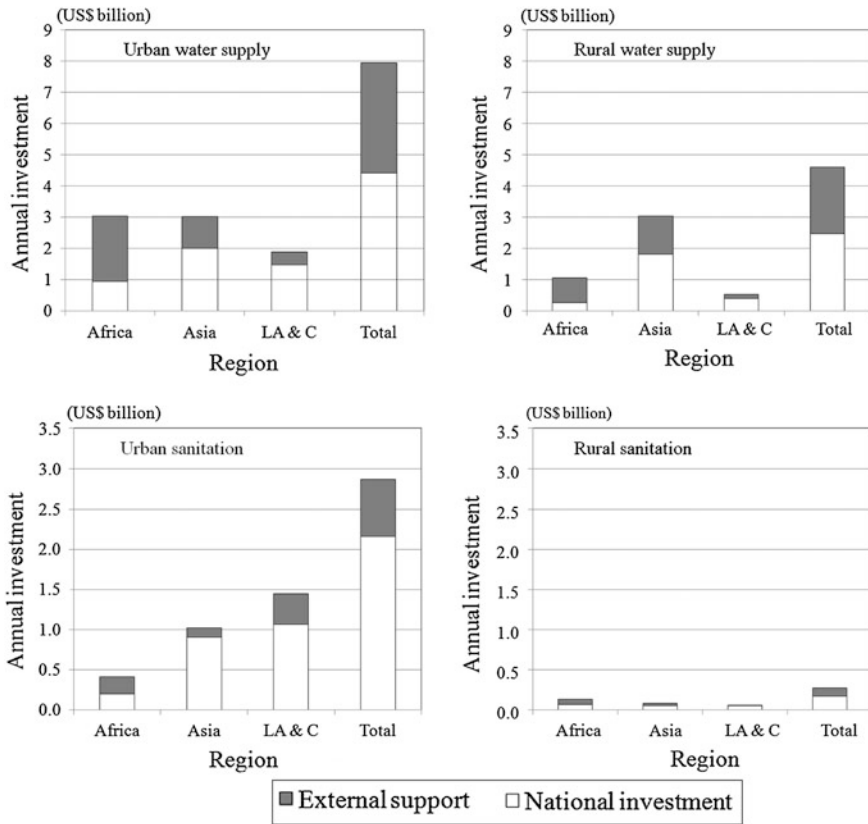 (US$ billion)
Urban water supply
Annual investment
9
8
7
6
5
4
3
2
1
0
Africa Asia LA & C Total
Region
(US$ billion)
Rural water supply
Annual investment
9
8
7
6
5
4
3
2
1
0
Africa Asia LA & C Total
Region
(US$ billion)
Urban sanitation
Annual investment
3.5
3.0
2.5
2.0
1.5
1.0
0.5
0.0
Africa Asia LA & C Total
Region
(US$ billion)
Rural sanitation
Annual investment
3.5
3.0
2.5
2.0
1.5
1.0
0.5
0.0
Africa Asia LA & C Total
Region
External support National investment